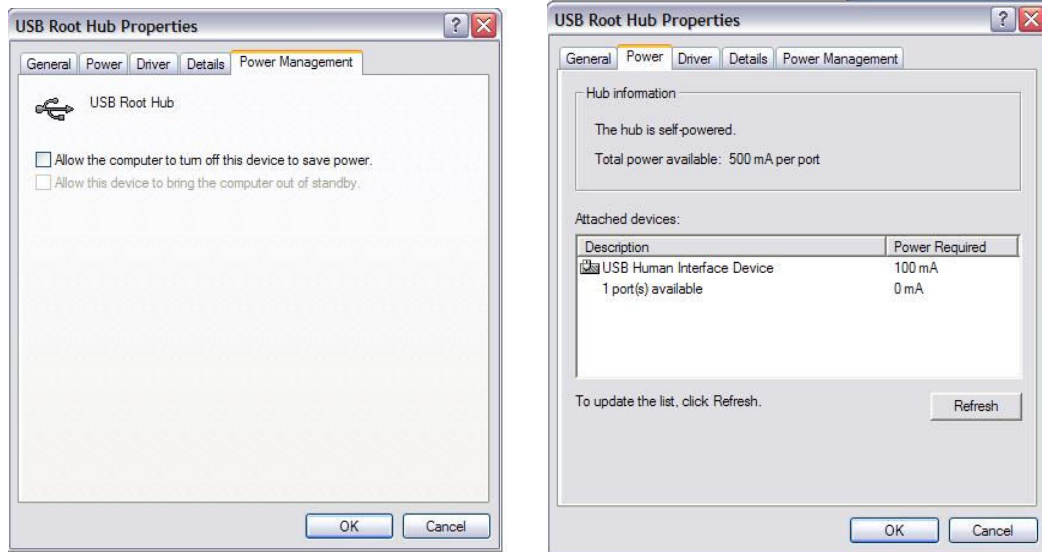 USB Root Hub Properties
General Power Driver Details Power Management
USB Root Hub
Allow the computer to turn off this device to save power.
Allow this device to bring the computer out of standby.
OK Cancel
USB Root Hub Properties
General Power Driver Details Power Management
Hub information
The hub is self-powered.
Total power available: 500 mA per port
Attached devices:
Description Power Required
USB Human Interface Device 100 mA
1 port(s) available 0 mA
To update the list, click Refresh.
Refresh
OK Cancel